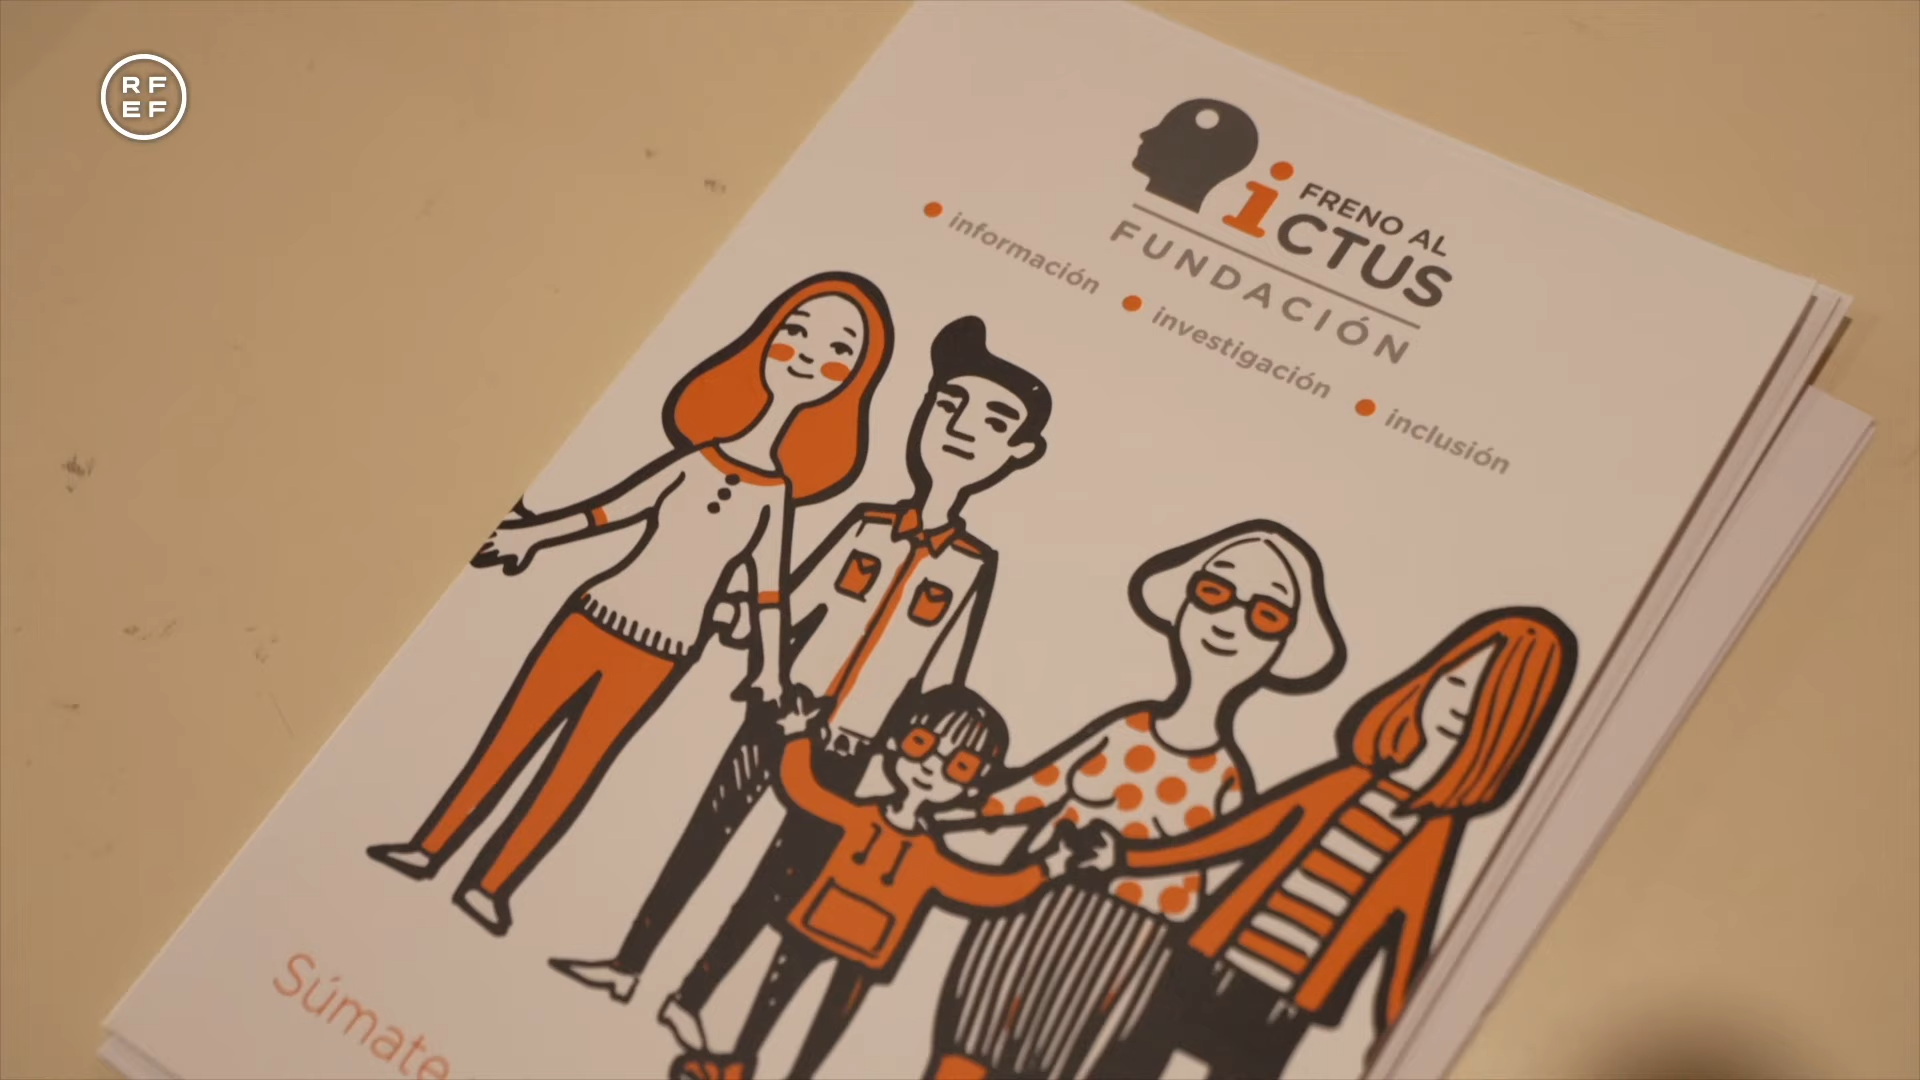 RF
EF
FRENO AL
iCTUS
FUNDACIÓN
• información • investigación • inclusión
Súmate